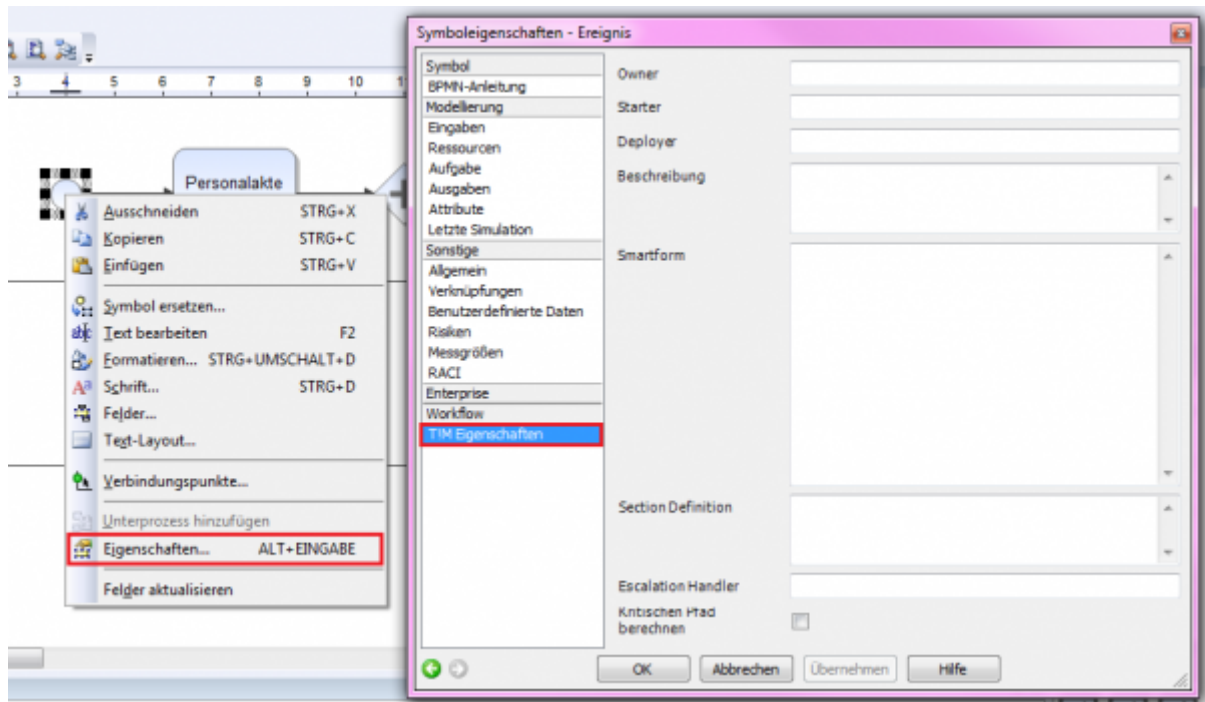 3 4 5 6 7 8 9 10
Personalakte
Ausschneiden STRG+X
Kopieren STRG+C
Einfügen STRG+V
Symbol ersetzen...
Text bearbeiten F2
Formatieren... STRG+UMSCHALT+D
Schrift... STRG+D
Felder...
Text-Layout...
Verbindungspunkte...
Unterprozess hinzufügen
Eigenschaften... ALT+EINGABE
Felder aktualisieren
Symboleigenschaften - Ereignis
Symbol
BPMN-Anleitung
Modellierung
Eingaben
Ressourcen
Aufgabe
Ausgaben
Attribute
Letzte Simulation
Sonstige
Allgemein
Verknüpfungen
Benutzerdefinierte Daten
Risiken
Messgrößen
RACI
Enterprise
Workflow
T!M Eigenschaften
Owner
Starter
Deployer
Beschreibung
Smartform
Section Definition
Escalation Handler
Kritischen Pfad
berechnen
OK Abbrechen Übernehmen Hilfe